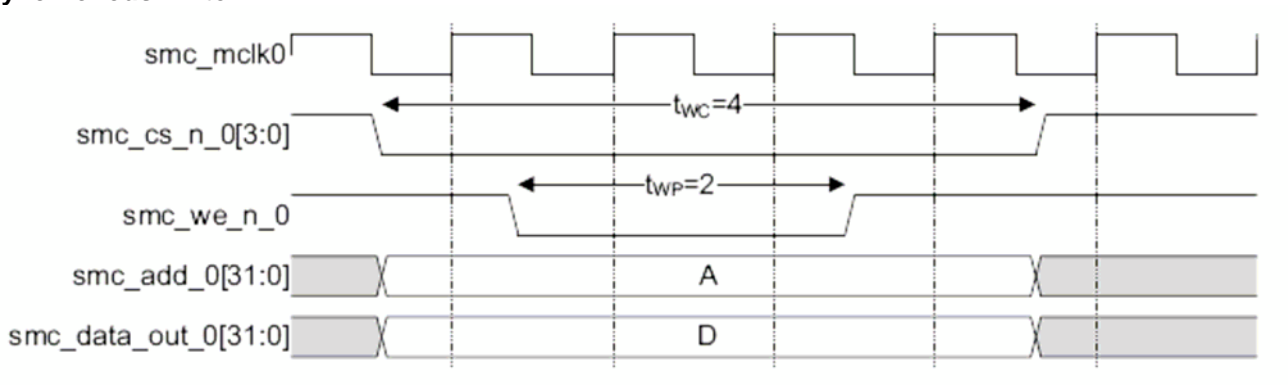 smc_mclk0
tWC=4
smc_cs_n_0[3:0]
tWP=2
smc_we_n_0
smc_add_0[31:0] A
smc_data_out_0[31:0] D